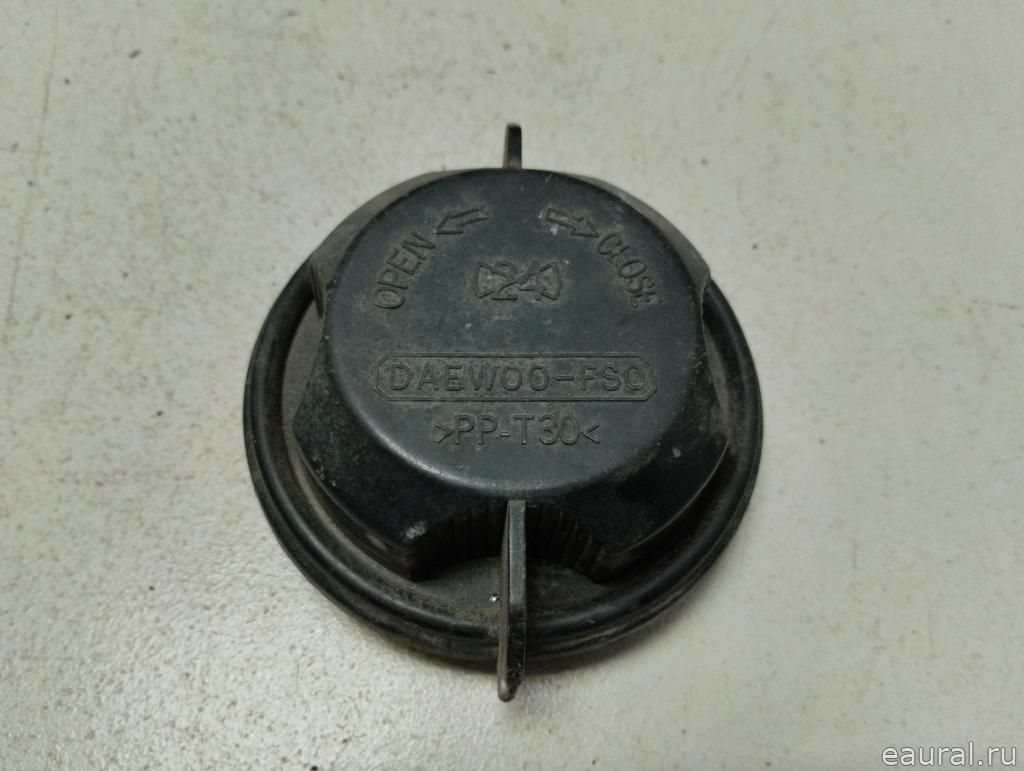 OPEN
CLOSE
24
DAEWOO-FSO
>PP-T30<
eaural.ru